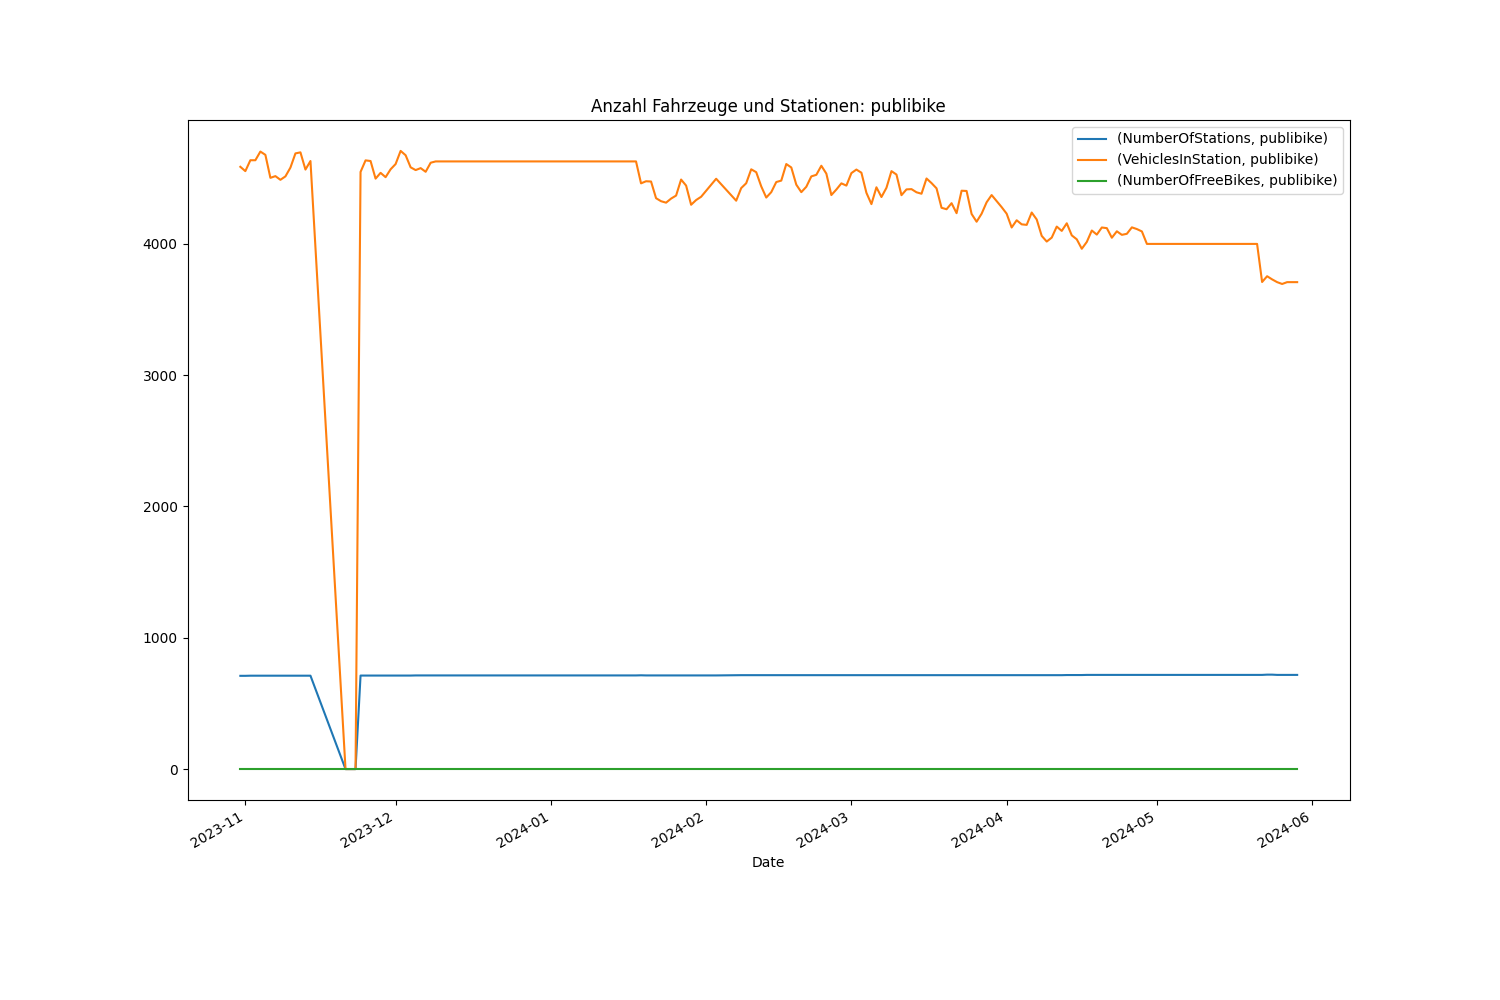 Anzahl Fahrzeuge und Stationen: publibike
(NumberOfStations, publibike)
(VehiclesInStation, publibike)
(NumberOfFreeBikes, publibike)
4000
3000
2000
1000
0
2023-11
2023-12
2024-01
2024-02
2024-03
2024-04
2024-05
2024-06
Date